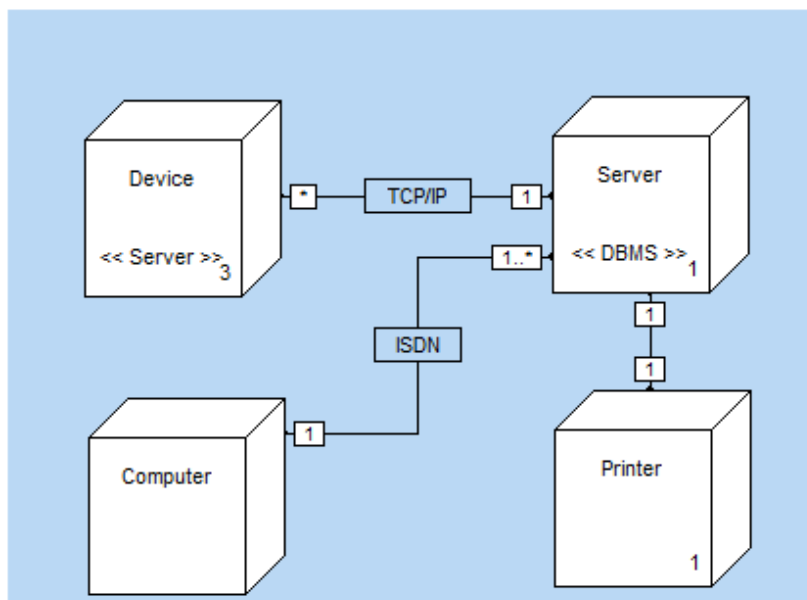 Device
<< Server >>
3
*
TCP/IP
1
Server
<< DBMS >>
1
1..*
ISDN
1
Computer
1
1
Printer
1